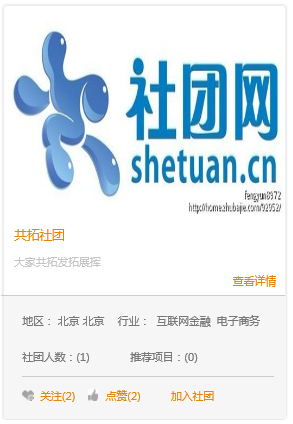 社团网
shetuan.cn
fengyun8972
http://home.zhubajie.com/92952/
共拓社团
大家共拓发拓展挥
查看详情
地区： 北京 北京 行业： 互联网金融 电子商务
社团人数：(1) 推荐项目：(0)
关注(2) 点赞(2) 加入社团